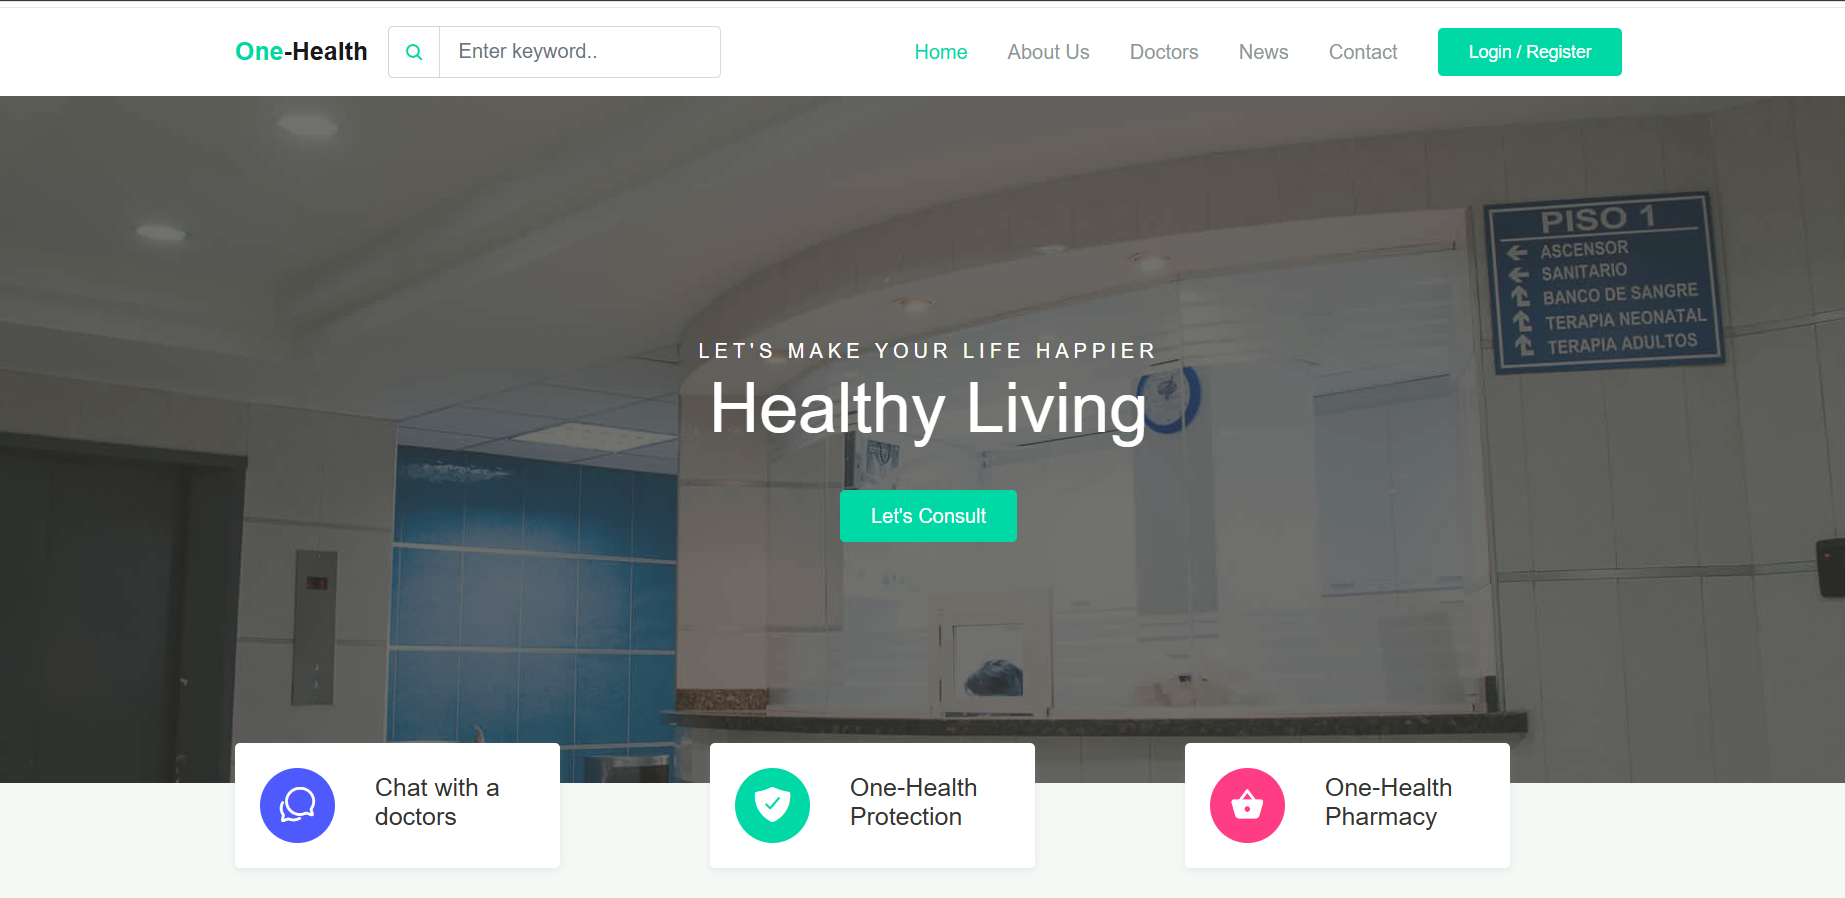 One-Health
Enter keyword..
Home
About Us
Doctors
News
Contact
Login / Register
PISO 1
ASCENSOR
SANITARIO
BANCO DE SANGRE
TERAPIA NEONATAL
TERAPIA ADULTOS
LET'S MAKE YOUR LIFE HAPPIER
Healthy Living
Let's Consult
Chat with a
doctors
One-Health
Protection
One-Health
Pharmacy